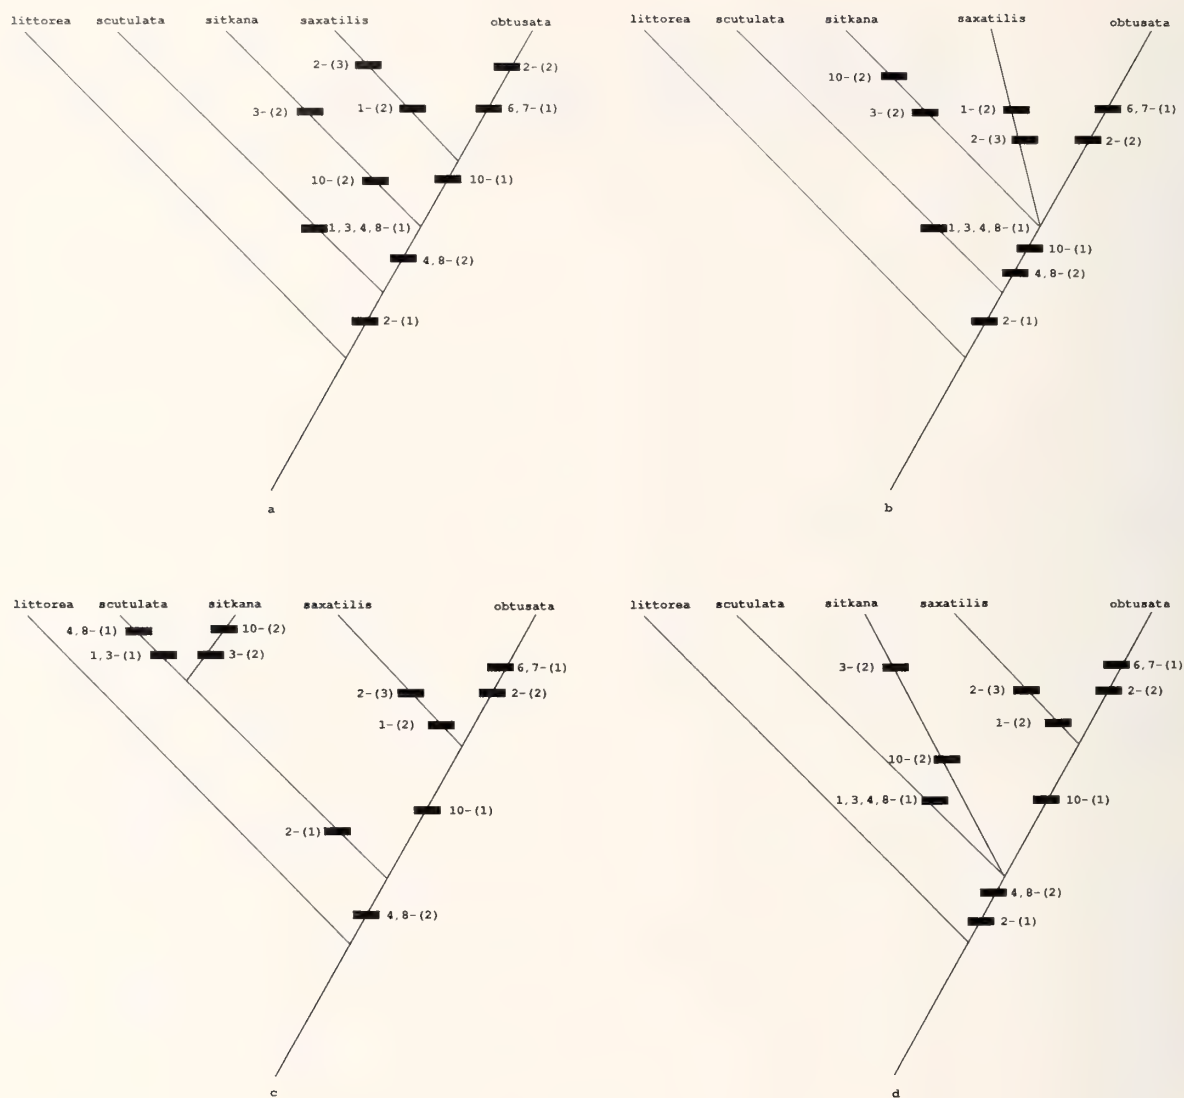 littorea scutulata sitkana saxatilis obtusata
2-(3) 2-(2)
3-(2) 1-(2) 6,7-(1)
10-(2) 10-(1)
1,3,4,8-(1)
4,8-(2)
2-(1)
a
littorea scutulata sitkana saxatilis obtusata
10-(2)
3-(2) 1-(2) 6,7-(1)
2-(3) 2-(2)
1,3,4,8-(1)
10-(1)
4,8-(2)
2-(1)
b
littorea scutulata sitkana saxatilis obtusata
4,8-(1) 10-(2)
1,3-(1) 3-(2) 6,7-(1)
2-(3) 2-(2)
1-(2)
10-(1)
2-(1)
4,8-(2)
c
littorea scutulata sitkana saxatilis obtusata
3-(2) 6,7-(1)
2-(3) 2-(2)
1-(2)
10-(2)
1,3,4,8-(1) 10-(1)
4,8-(2)
2-(1)
d